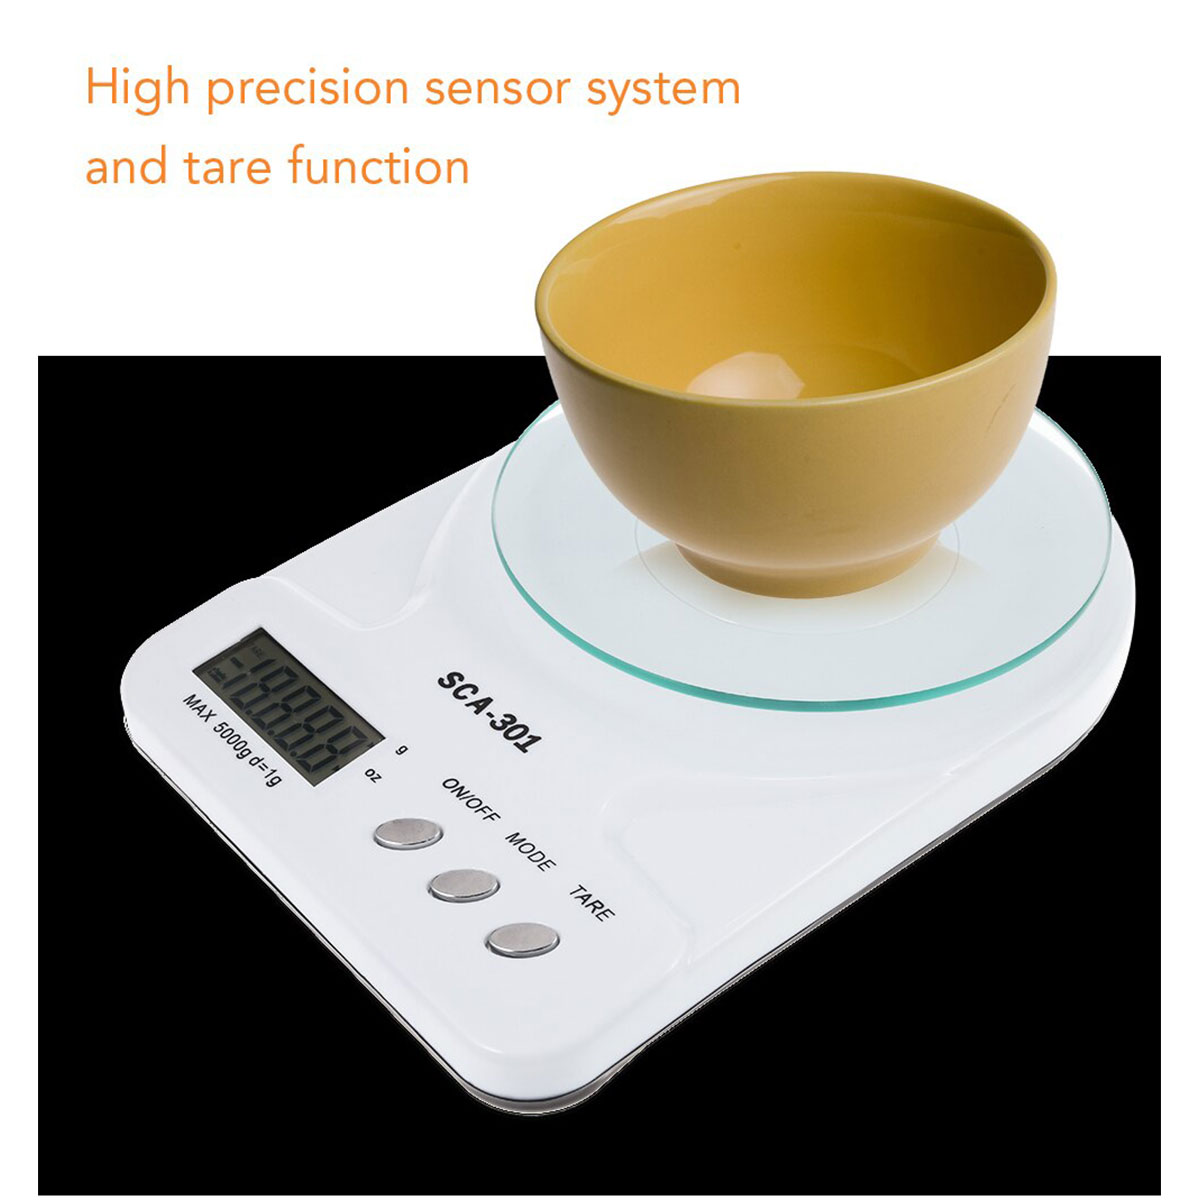 High precision sensor system
and tare function
SCA-301
MAX 5000g d=1g
g
oz
ON/OFF
MODE
TARE